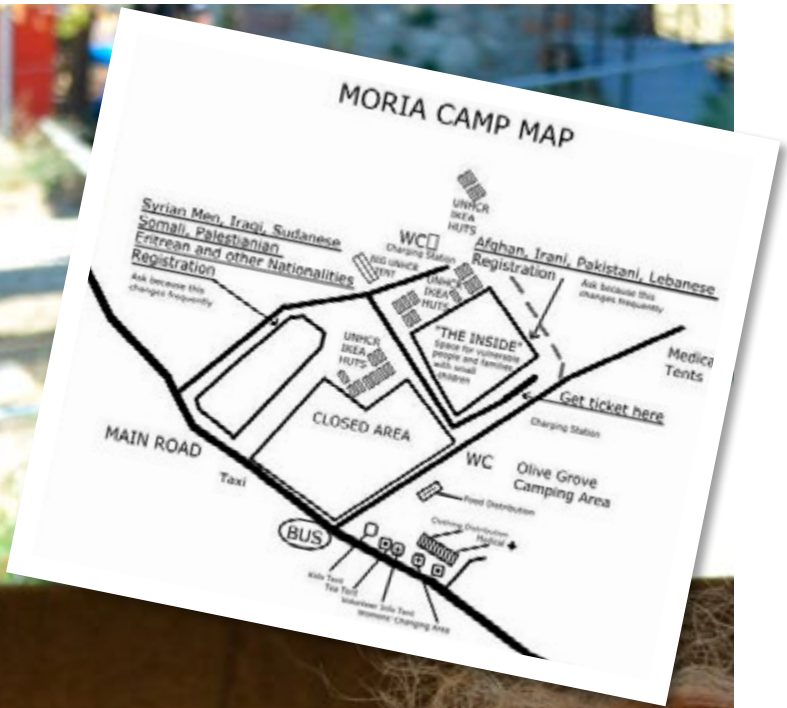 MORIA CAMP MAP
UNHCR
IKEA
HUTS
Syrian Men, Iraqi, Sudanese
Somali, Palestianian
Eritrean and other Nationalities
Registration
Ask because this
changes frequently
WC
Charging Station
BIG UNHCR
TENT
UNHCR
IKEA
HUTS
Afghan, Irani, Pakistani, Lebanese
Registration
Ask because this
changes frequently
"THE INSIDE"
Space for vulnerable
people and families
with small
children
UNHCR
IKEA
HUTS
Medica
Tents
Get ticket here
Charging Station
CLOSED AREA
MAIN ROAD
Taxi
WC
Olive Grove
Camping Area
Food Distribution
BUS
Clothing Distribution
Medical
Kids Tent
Tea Tent
Volunteer Info Tent
Womens' Changing Area